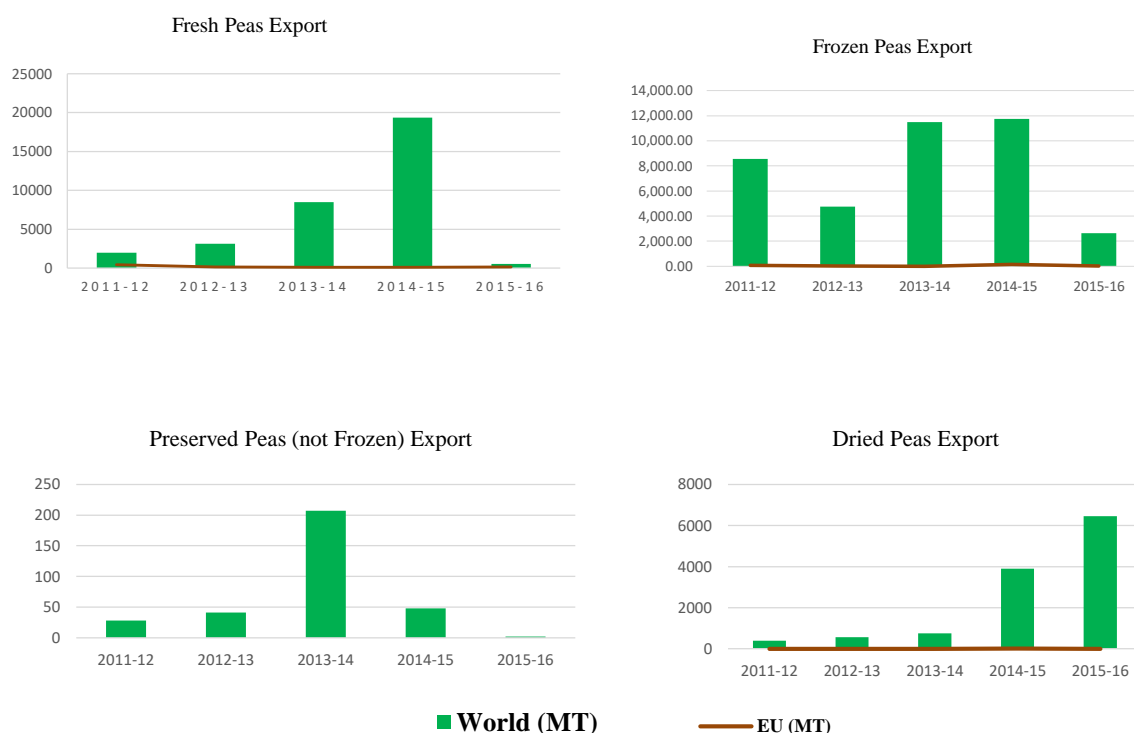 Fresh Peas Export
25000
20000
15000
10000
5000
0
2011-12 2012-13 2013-14 2014-15 2015-16
Frozen Peas Export
14,000.00
12,000.00
10,000.00
8,000.00
6,000.00
4,000.00
2,000.00
0.00
2011-12 2012-13 2013-14 2014-15 2015-16
Preserved Peas (not Frozen) Export
250
200
150
100
50
0
2011-12 2012-13 2013-14 2014-15 2015-16
Dried Peas Export
8000
6000
4000
2000
0
2011-12 2012-13 2013-14 2014-15 2015-16
World (MT) EU (MT)